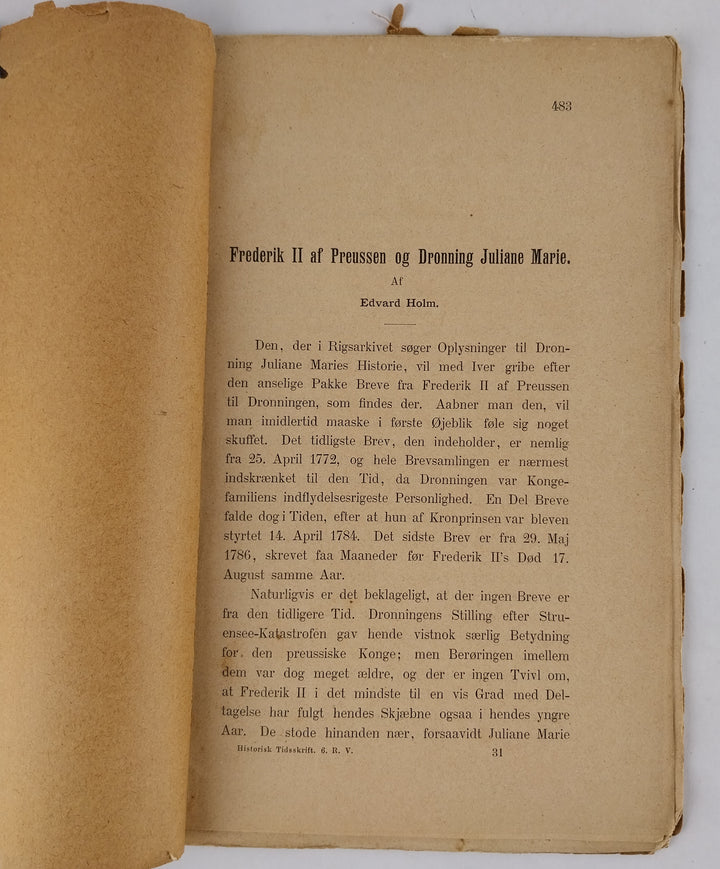 483
Frederik II af Preussen og Dronning Juliane Marie.
Af
Edvard Holm.
Den, der i Rigsarkivet søger Oplysninger til Dron-
ning Juliane Maries Historie, vil med Iver gribe efter
den anselige Pakke Breve fra Frederik II af Preussen
til Dronningen, som findes der. Aabner man den, vil
man imidlertid maaske i første Øjeblik føle sig noget
skuffet. Det tidligste Brev, den indeholder, er nemlig
fra 25. April 1772, og hele Brevsamlingen er nærmest
indskrænket til den Tid, da Dronningen var Konge-
familiens indflydelsesrigeste Personlighed. En Del Breve
falde dog i Tiden, efter at hun af Kronprinsen var bleven
styrtet 14. April 1784. Det sidste Brev er fra 29. Maj
1786, skrevet faa Maaneder før Frederik II's Død 17.
August samme Aar.
Naturligvis er det beklageligt, at der ingen Breve er
fra den tidligere Tid. Dronningens Stilling efter Stru-
ensee-Katastrofen gav hende vistnok særlig Betydning
for den preussiske Konge; men Berøringen imellem
dem var dog meget ældre, og der er ingen Tvivl om,
at Frederik II i det mindste til en vis Grad med Del-
tagelse har fulgt hendes Skjæbne ogsaa i hendes yngre
Aar. De stode hinanden nær, forsaavidt Juliane Marie
Historisk Tidsskrift. 6. R. V. 31